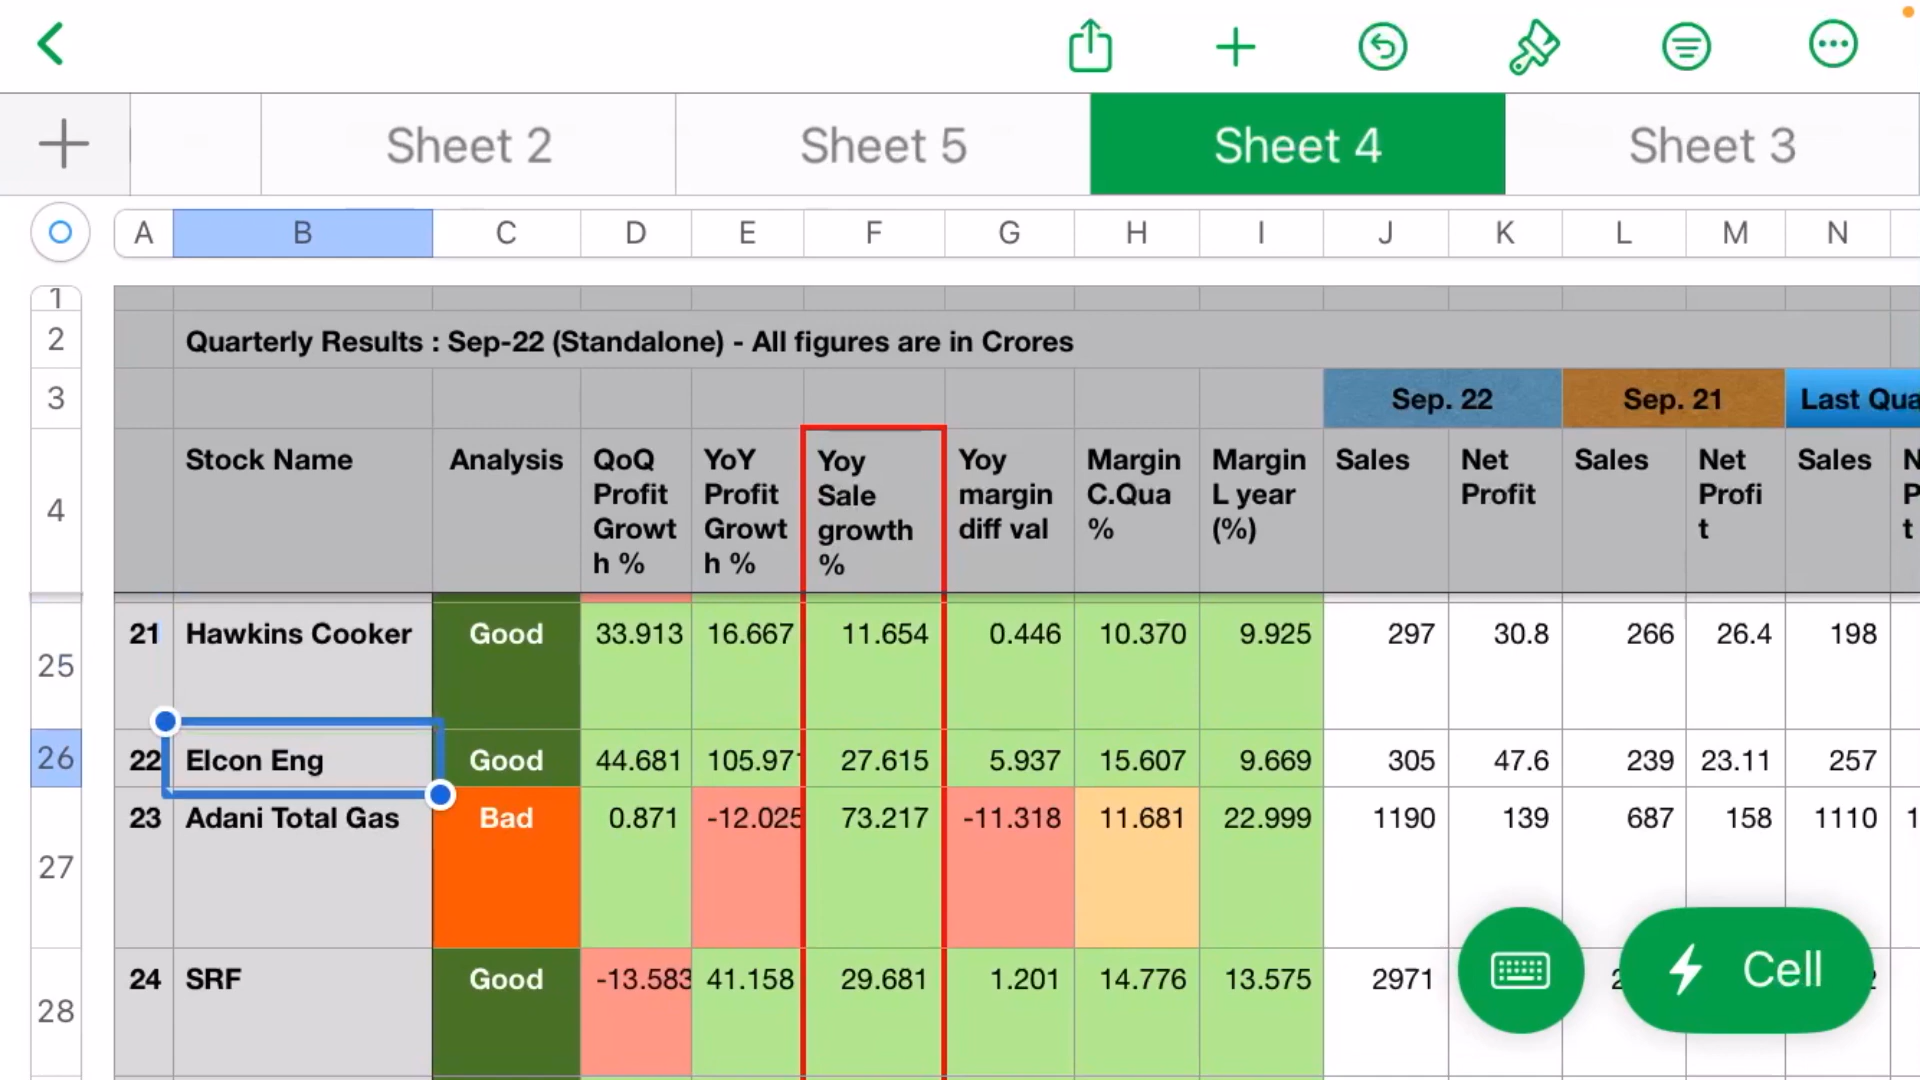 Sheet 2 Sheet 5 Sheet 4 Sheet 3
A B C D E F G H I J K L M N
1
2 Quarterly Results : Sep-22 (Standalone) - All figures are in Crores
3 Sep. 22 Sep. 21 Last Qua
4 Stock Name Analysis QoQ Profit Growt h % YoY Profit Growt h % Yoy Sale growth % Yoy margin diff val Margin C.Qua % Margin L year (%) Sales Net Profit Sales Net Profi t Sales
25 21 Hawkins Cooker Good 33.913 16.667 11.654 0.446 10.370 9.925 297 30.8 266 26.4 198
26 22 Elcon Eng Good 44.681 105.97 27.615 5.937 15.607 9.669 305 47.6 239 23.11 257
27 23 Adani Total Gas Bad 0.871 -12.025 73.217 -11.318 11.681 22.999 1190 139 687 158 1110
28 24 SRF Good -13.583 41.158 29.681 1.201 14.776 13.575 2971
Cell